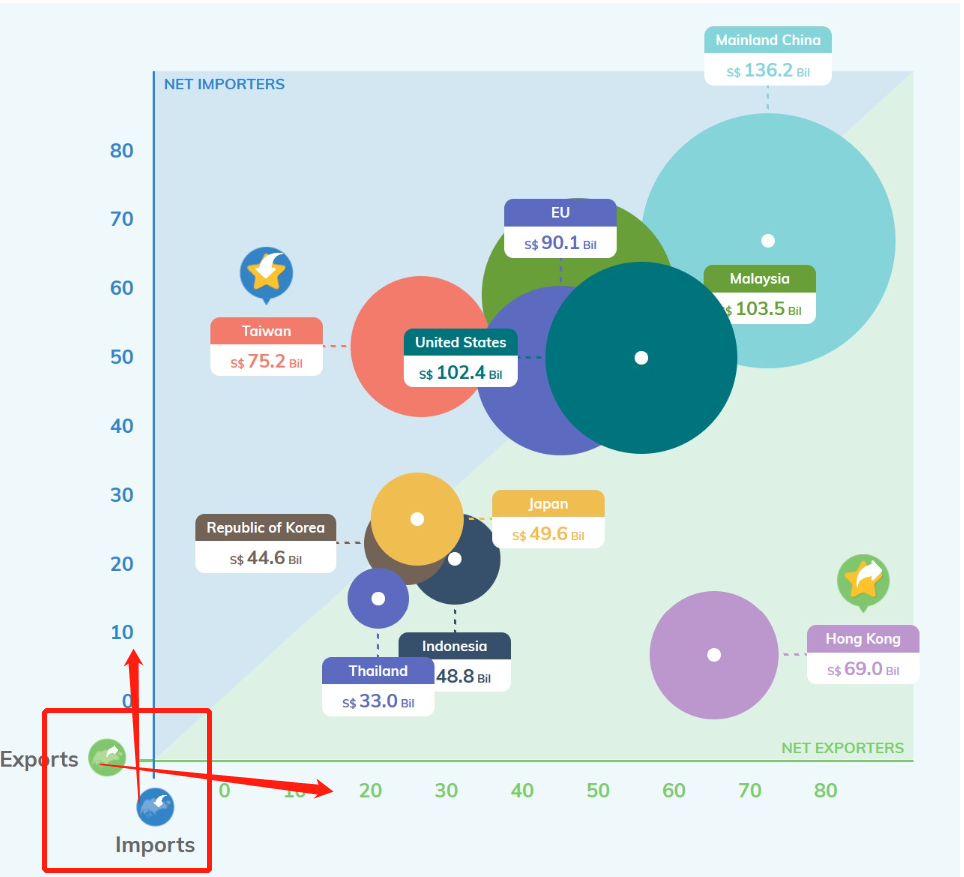 Mainland China
S$ 136.2 Bil
NET IMPORTERS
80
70
60
50
40
30
20
10
0
EU
S$ 90.1 Bil
Malaysia
S$ 103.5 Bil
Taiwan
S$ 75.2 Bil
United States
S$ 102.4 Bil
Japan
S$ 49.6 Bil
Republic of Korea
S$ 44.6 Bil
Indonesia
48.8 Bil
Thailand
S$ 33.0 Bil
Hong Kong
S$ 69.0 Bil
NET EXPORTERS
Exports
0 10 20 30 40 50 60 70 80
Imports